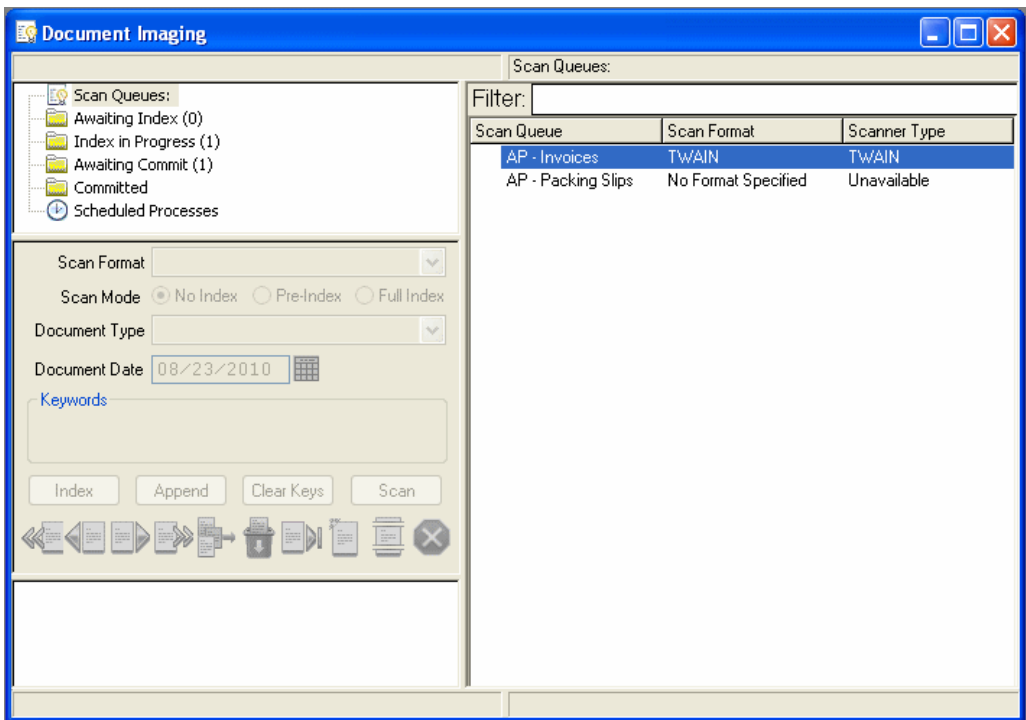 Document Imaging
Scan Queues:
Scan Queues:
Awaiting Index (0)
Index in Progress (1)
Awaiting Commit (1)
Committed
Scheduled Processes
Filter:
Scan Queue Scan Format Scanner Type
AP - Invoices TWAIN TWAIN
AP - Packing Slips No Format Specified Unavailable
Scan Format
Scan Mode No Index Pre-Index Full Index
Document Type
Document Date 08/23/2010
Keywords
Index Append Clear Keys Scan